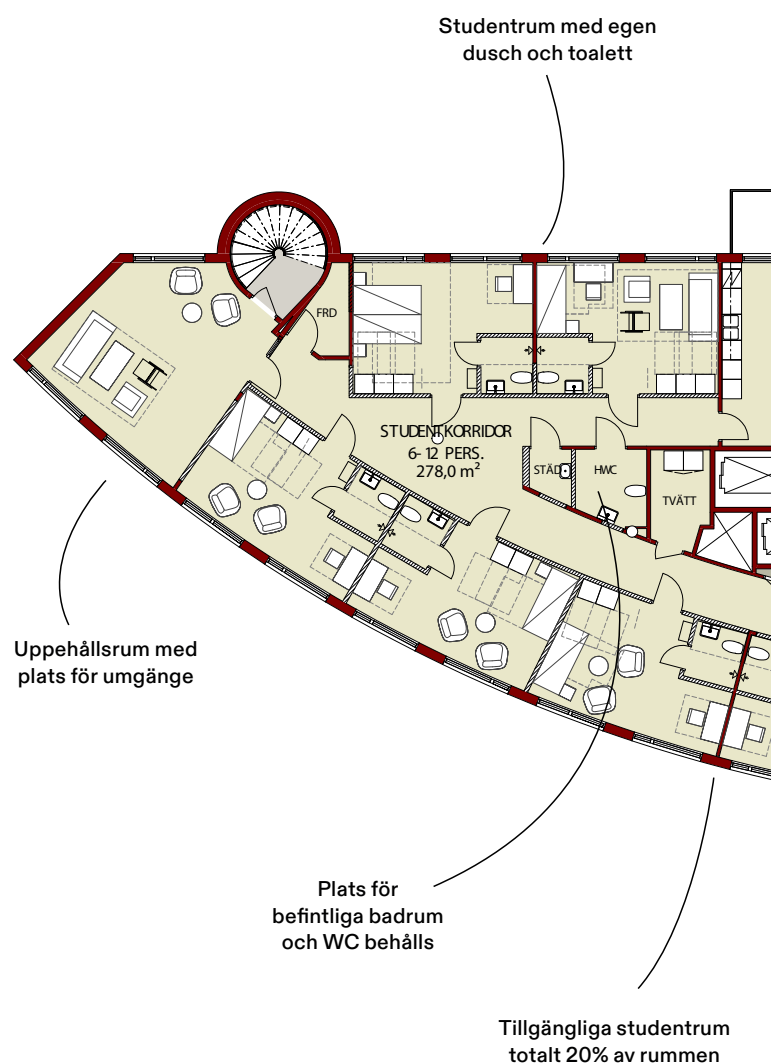 Studentrum med egen
dusch och toalett
FRD
STUDENTKORRIDOR
6-12 PERS.
278,0 m²
STÄD
HWC
TVÄTT
Uppehållsrum med
plats för umgänge
Plats för
befintliga badrum
och WC behålls
Tillgängliga studentrum
totalt 20% av rummen